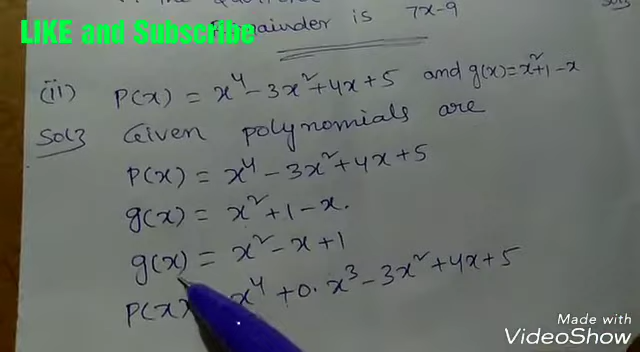 Remainder is 7x-9
LIKE and Subscribe
(ii) P(x) = x⁴ - 3x² + 4x + 5 and g(x) = x² + 1 - x
Sol3 Given polynomials are
P(x) = x⁴ - 3x² + 4x + 5
g(x) = x² + 1 - x.
g(x) = x² - x + 1
P(x) x⁴ + 0. x³ - 3x² + 4x + 5
Made with
VideoShow